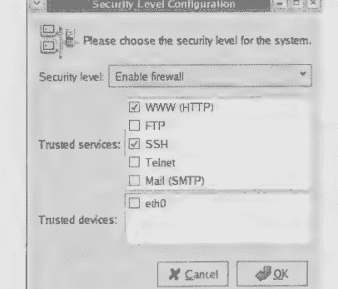 Security Level Configuration
Please choose the security level for the system.
Security level: Enable firewall
WWW (HTTP)
FTP
Trusted services: SSH
Telnet
Mail (SMTP)
eth0
Trusted devices:
Cancel OK